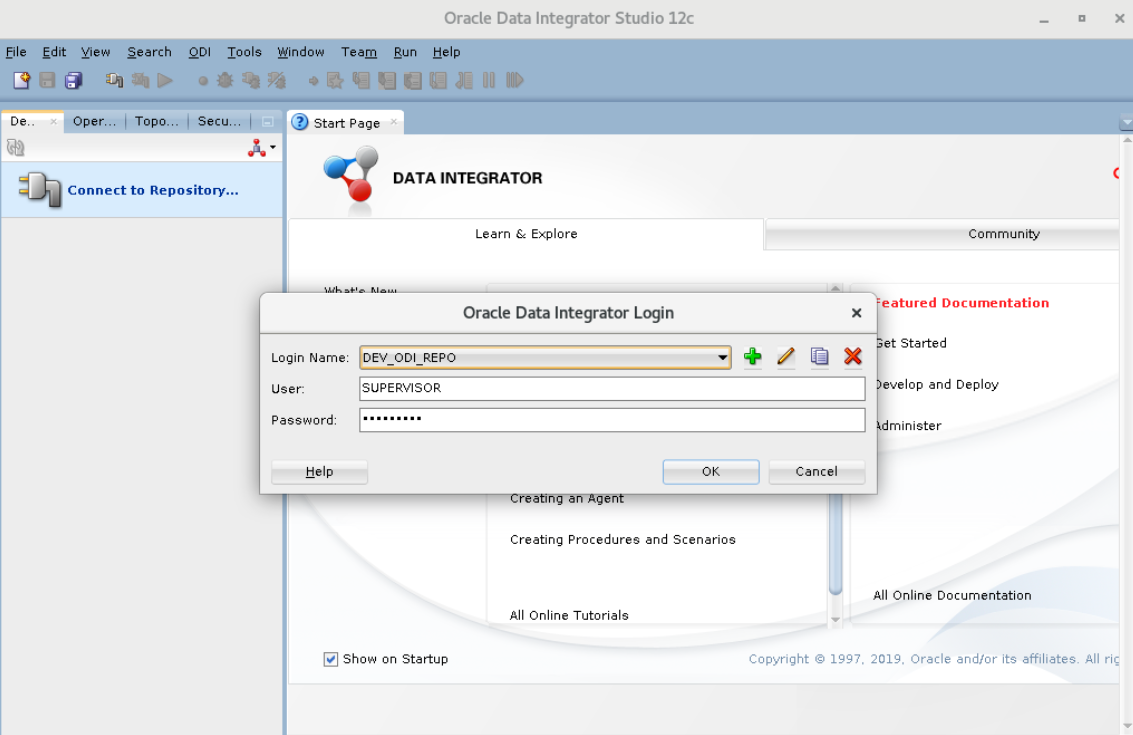 Oracle Data Integrator Studio 12c
File Edit View Search ODI Tools Window Team Run Help
De.. Oper... Topo... Secu... Start Page
Connect to Repository...
DATA INTEGRATOR
Learn & Explore Community
What's New
Featured Documentation
Get Started
Develop and Deploy
Administer
Oracle Data Integrator Login
Login Name: DEV_ODI_REPO
User: SUPERVISOR
Password: •••••••••
Help OK Cancel
Creating an Agent
Creating Procedures and Scenarios
All Online Tutorials
All Online Documentation
Show on Startup
Copyright © 1997, 2019, Oracle and/or its affiliates. All rig